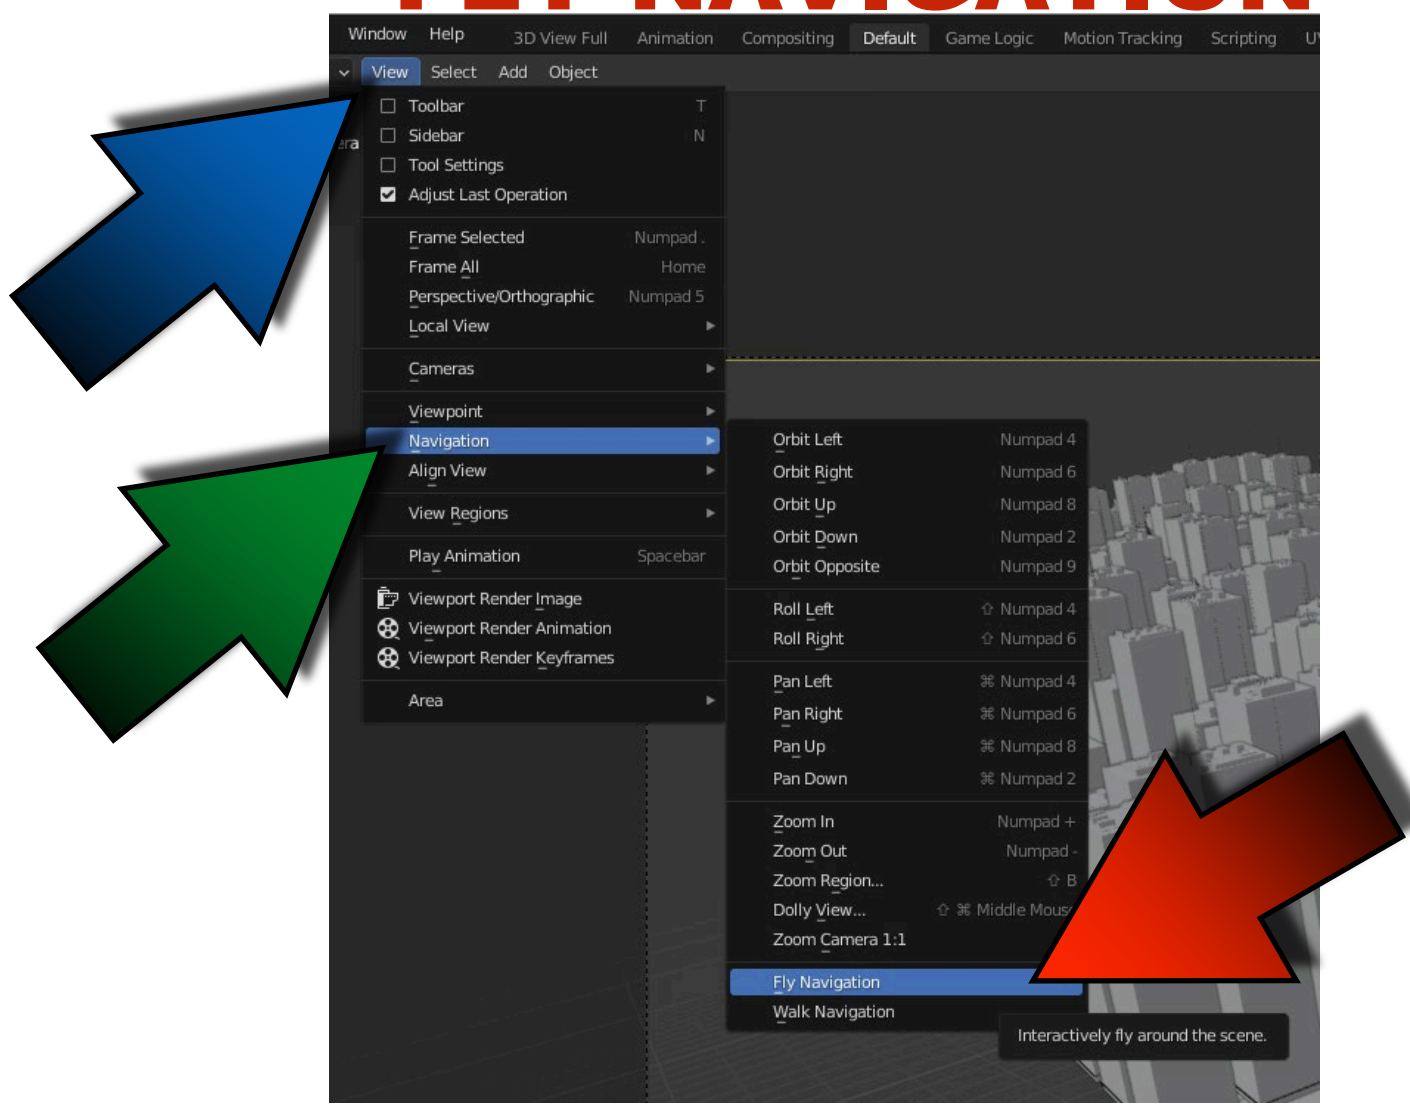 FLY NAVIGATION
Window Help 3D View Full Animation Compositing Default Game Logic Motion Tracking Scripting
View Select Add Object
Toolbar T
Sidebar N
Tool Settings
Adjust Last Operation
Frame Selected Numpad .
Frame All Home
Perspective/Orthographic Numpad 5
Local View
Cameras
Viewpoint
Navigation
Align View
View Regions
Play Animation Spacebar
Viewport Render Image
Viewport Render Animation
Viewport Render Keyframes
Area
Orbit Left Numpad 4
Orbit Right Numpad 6
Orbit Up Numpad 8
Orbit Down Numpad 2
Orbit Opposite Numpad 9
Roll Left ⇧ Numpad 4
Roll Right ⇧ Numpad 6
Pan Left ⌘ Numpad 4
Pan Right ⌘ Numpad 6
Pan Up ⌘ Numpad 8
Pan Down ⌘ Numpad 2
Zoom In Numpad +
Zoom Out Numpad -
Zoom Region... ⇧ B
Dolly View... ⇧ ⌘ Middle Mouse
Zoom Camera 1:1
Fly Navigation
Walk Navigation
Interactively fly around the scene.